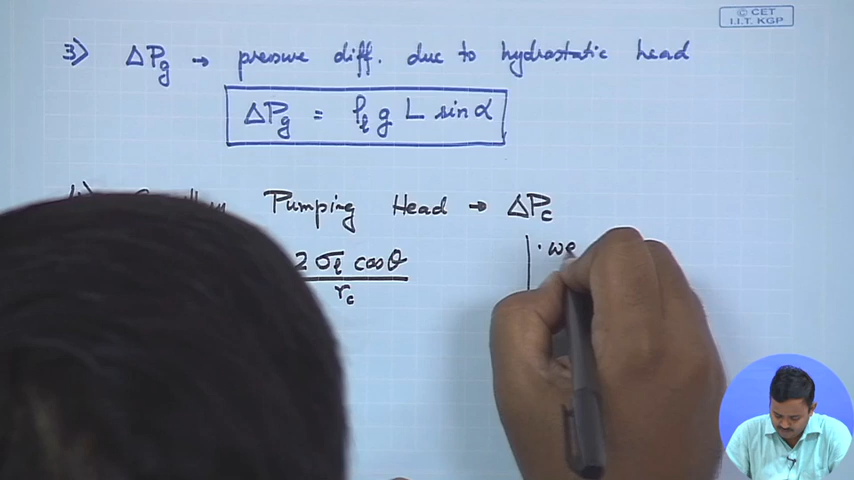 © CET
I.I.T. KGP
3) ΔPg → pressure diff. due to hydrostatic head
ΔPg = ρl g L sin α
Pumping Head → ΔPc
2 σl cos θ
rc
· we